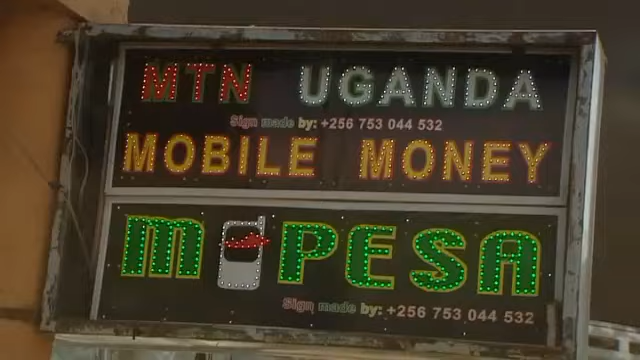 MTN UGANDA
Sign made by: +256 753 044 532
MOBILE MONEY
M PESA
Sign made by: +256 753 044 532